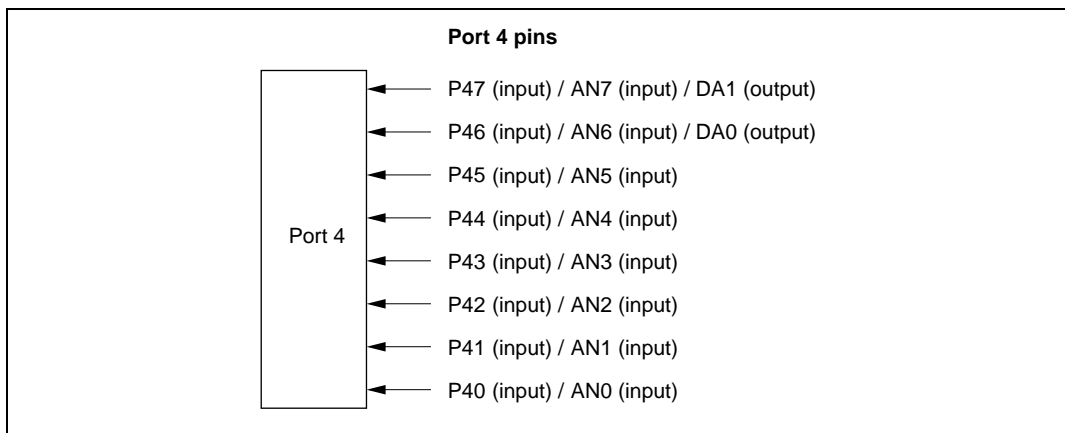 Port 4 pins
P47 (input) / AN7 (input) / DA1 (output)
P46 (input) / AN6 (input) / DA0 (output)
P45 (input) / AN5 (input)
P44 (input) / AN4 (input)
Port 4
P43 (input) / AN3 (input)
P42 (input) / AN2 (input)
P41 (input) / AN1 (input)
P40 (input) / AN0 (input)